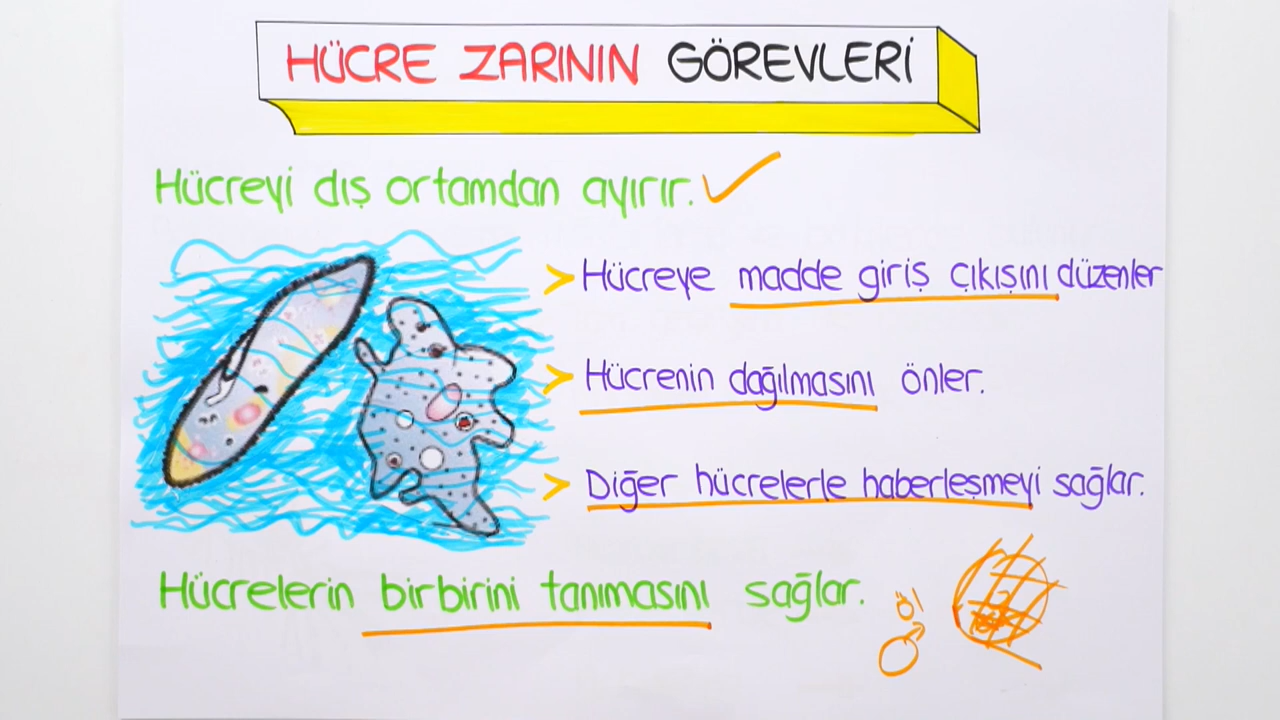 HÜCRE ZARININ GÖREVLERİ
Hücreyi dış ortamdan ayırır.
Hücreye madde giriş çıkışını düzenler
Hücrenin dağılmasını önler.
Diğer hücrelerle haberleşmeyi sağlar.
Hücrelerin birbirini tanımasını sağlar.
öl